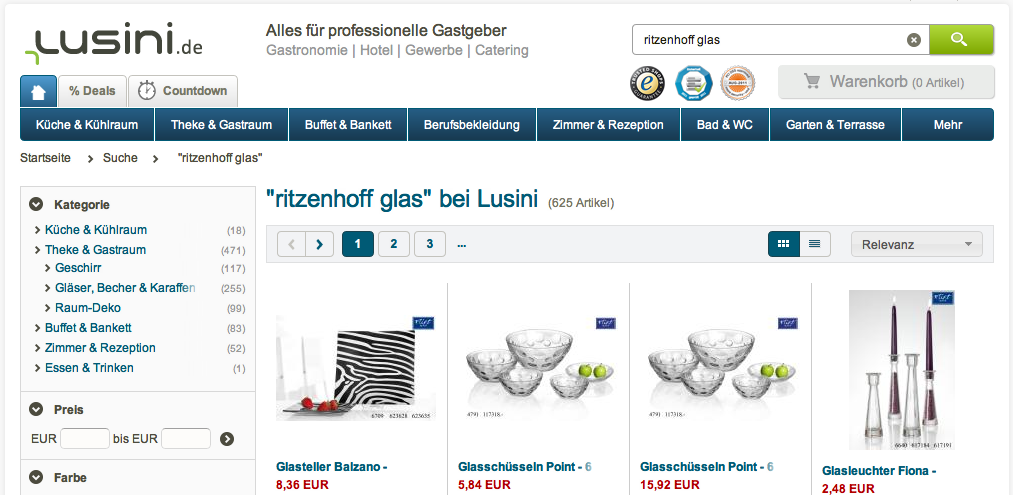 Lusini.de
Alles für professionelle Gastgeber
Gastronomie | Hotel | Gewerbe | Catering
ritzenhoff glas
% Deals
Countdown
Warenkorb (0 Artikel)
Küche & Kühlraum
Theke & Gastraum
Buffet & Bankett
Berufsbekleidung
Zimmer & Rezeption
Bad & WC
Garten & Terrasse
Mehr
Startseite > Suche > "ritzenhoff glas"
Kategorie
Küche & Kühlraum (18)
Theke & Gastraum (471)
Geschirr (117)
Gläser, Becher & Karaffen (255)
Raum-Deko (99)
Buffet & Bankett (83)
Zimmer & Rezeption (52)
Essen & Trinken (1)
Preis
EUR bis EUR
Farbe
"ritzenhoff glas" bei Lusini (625 Artikel)
1 2 3 ...
Relevanz
6709 623628 623635
Glasteller Balzano -
8,36 EUR
4791 117318,-
Glasschüsseln Point - 6
5,84 EUR
4791 117318,-
Glasschüsseln Point - 6
15,92 EUR
6640 617184 617191
Glasleuchter Fiona -
2,48 EUR